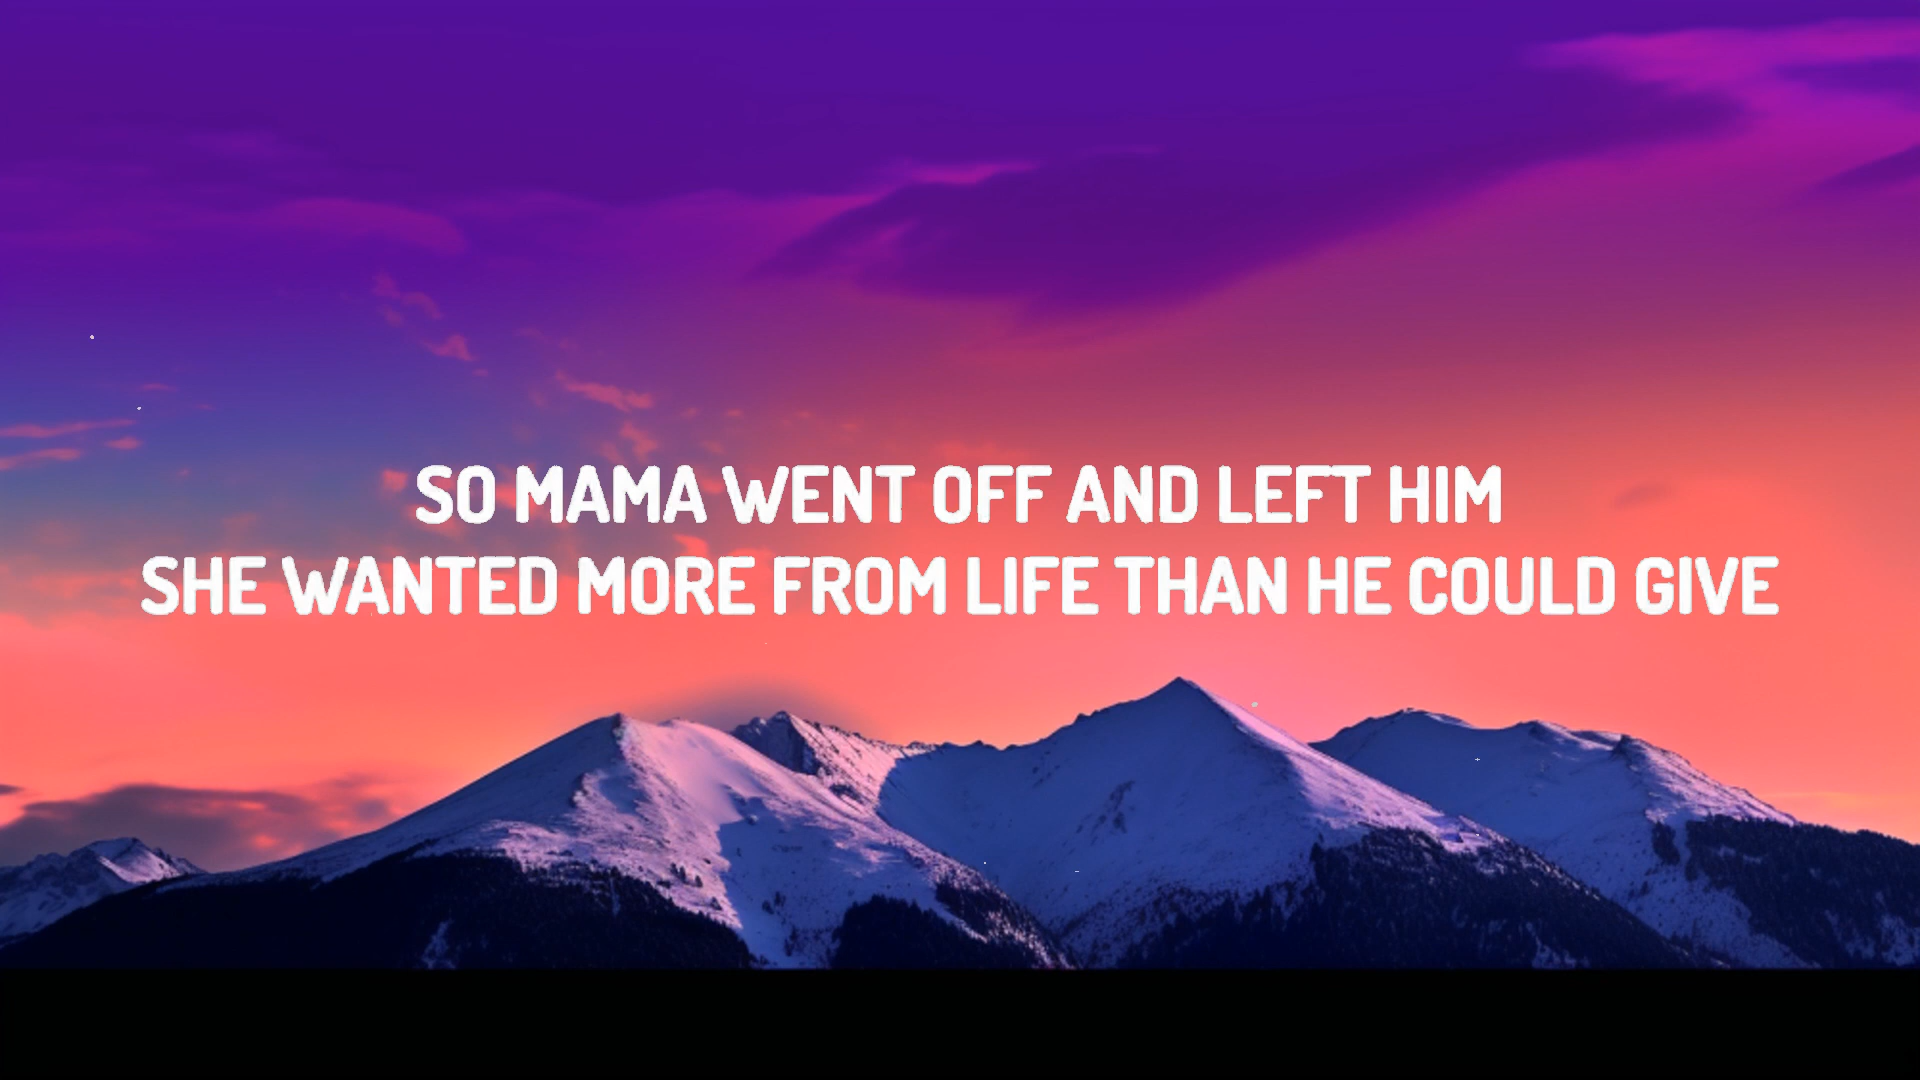 SO MAMA WENT OFF AND LEFT HIM
SHE WANTED MORE FROM LIFE THAN HE COULD GIVE